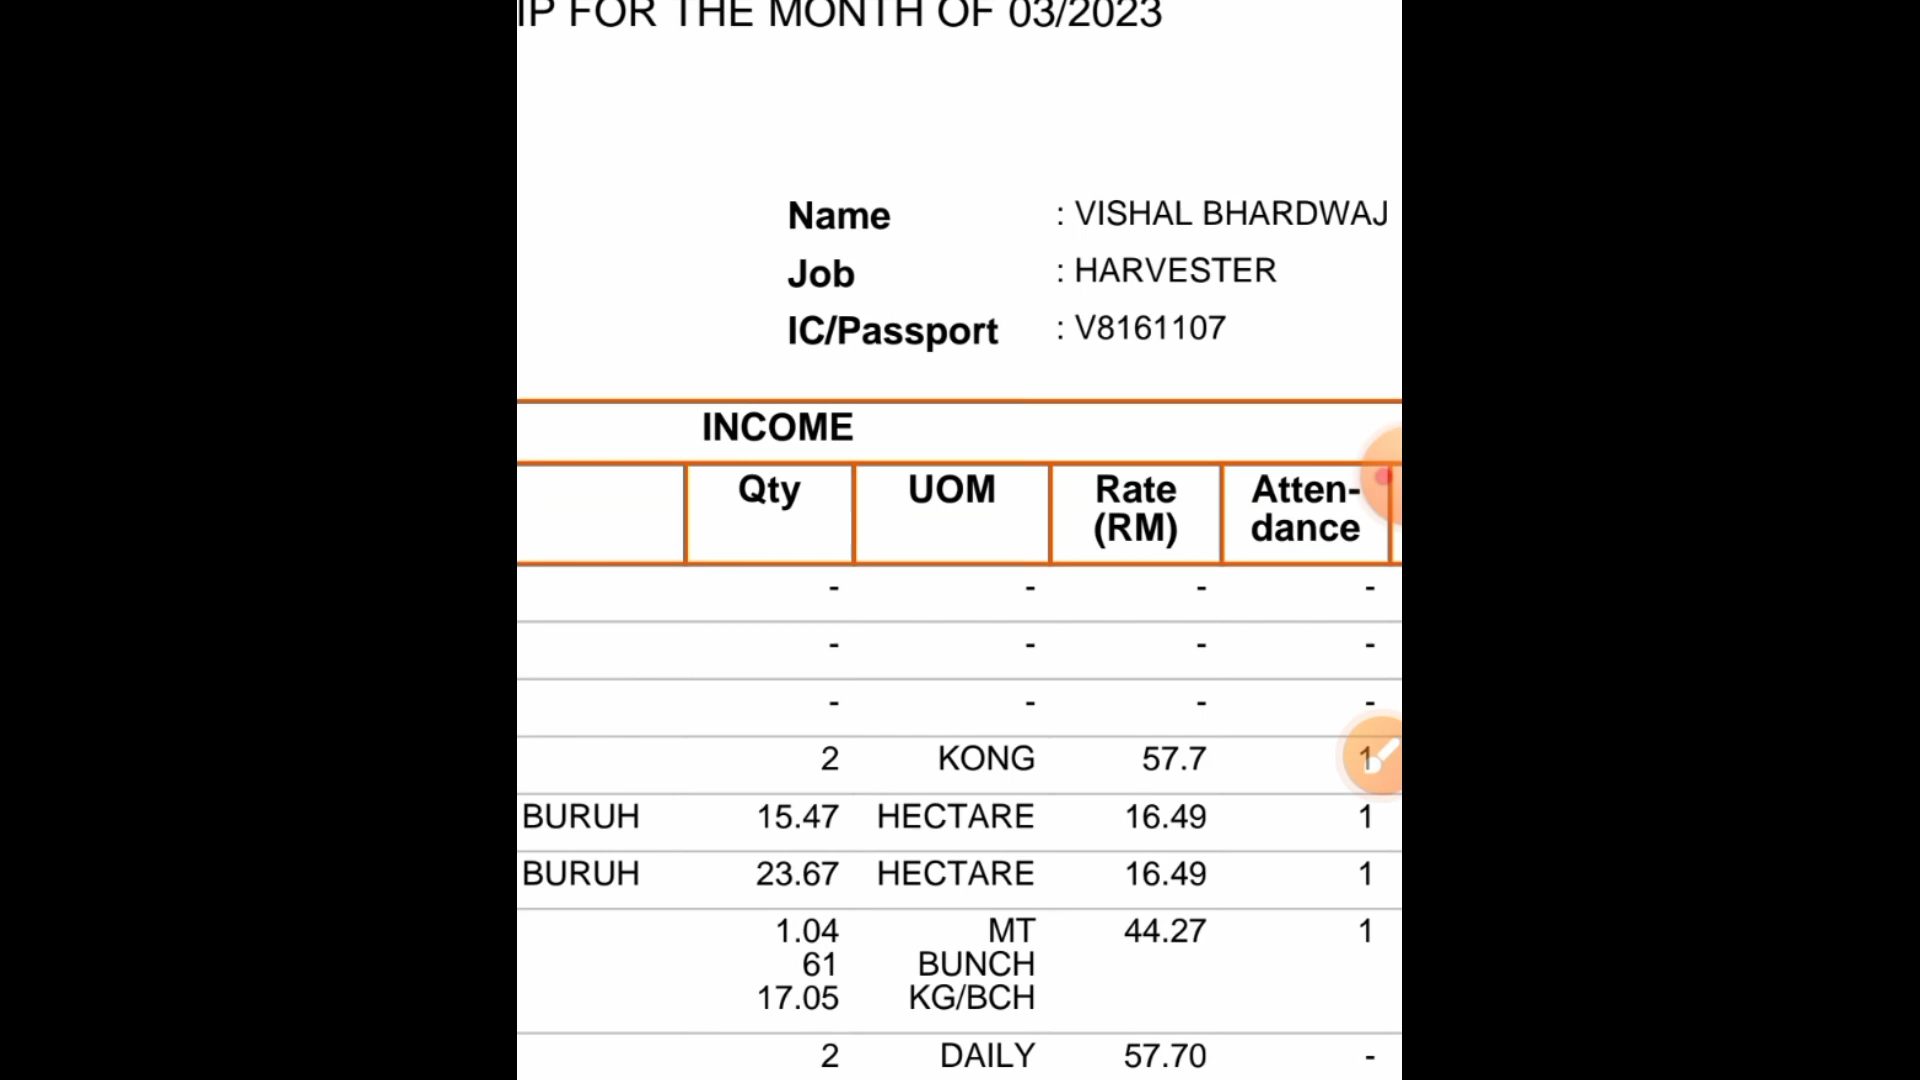 IP FOR THE MONTH OF 03/2023
Name : VISHAL BHARDWAJ
Job : HARVESTER
IC/Passport : V8161107
INCOME
Qty UOM Rate (RM) Atten-dance
- - - -
- - - -
- - - -
2 KONG 57.7 1
BURUH 15.47 HECTARE 16.49 1
BURUH 23.67 HECTARE 16.49 1
1.04 MT 44.27 1
61 BUNCH
17.05 KG/BCH
2 DAILY 57.70 -